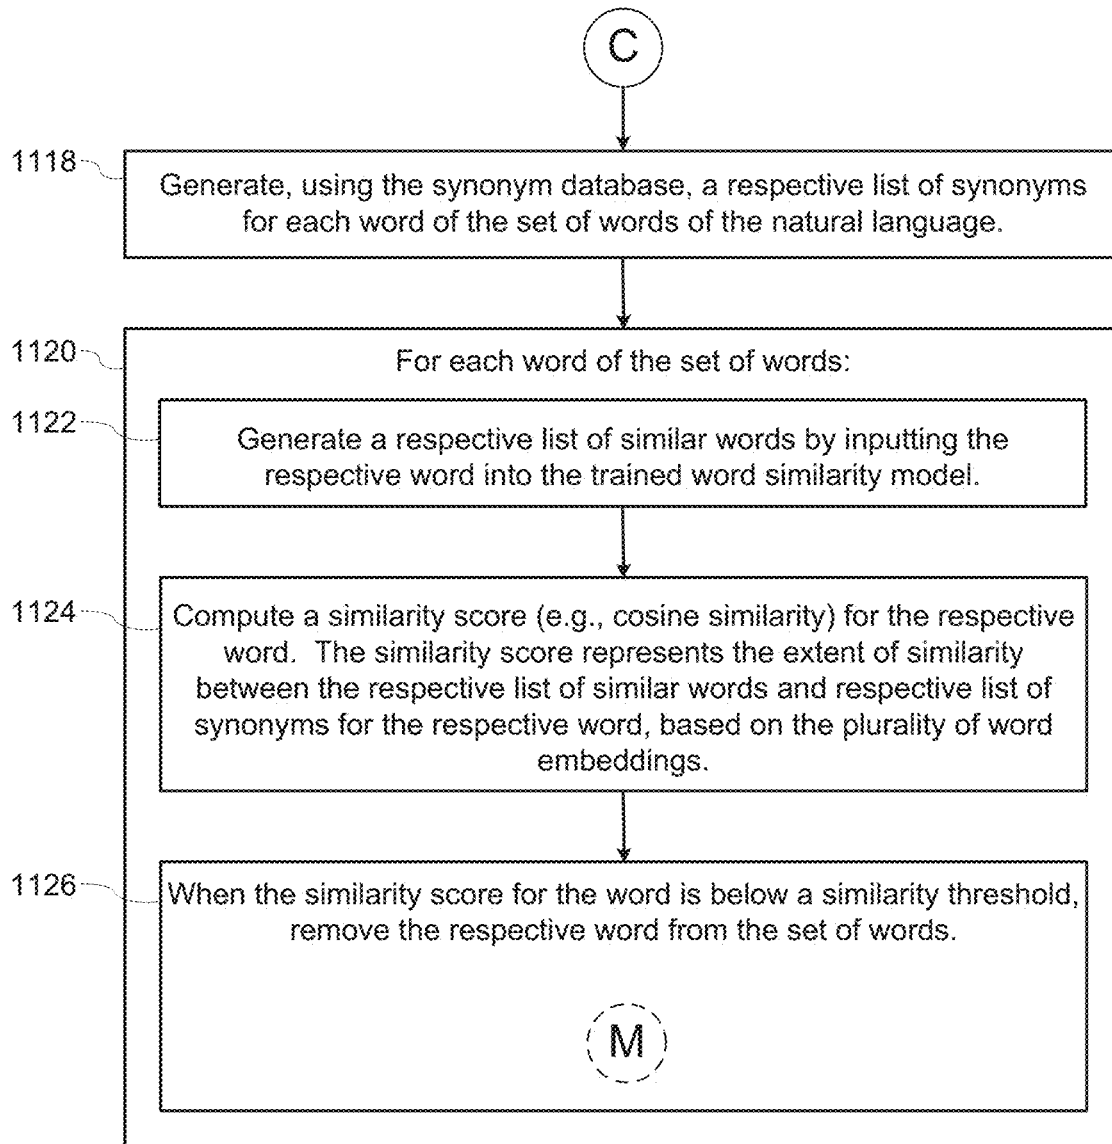 C
1118
Generate, using the synonym database, a respective list of synonyms
for each word of the set of words of the natural language.
1120
For each word of the set of words:
1122
Generate a respective list of similar words by inputting the
respective word into the trained word similarity model.
1124
Compute a similarity score (e.g., cosine similarity) for the respective
word.  The similarity score represents the extent of similarity
between the respective list of similar words and respective list of
synonyms for the respective word, based on the plurality of word
embeddings.
1126
When the similarity score for the word is below a similarity threshold,
remove the respective word from the set of words.
M